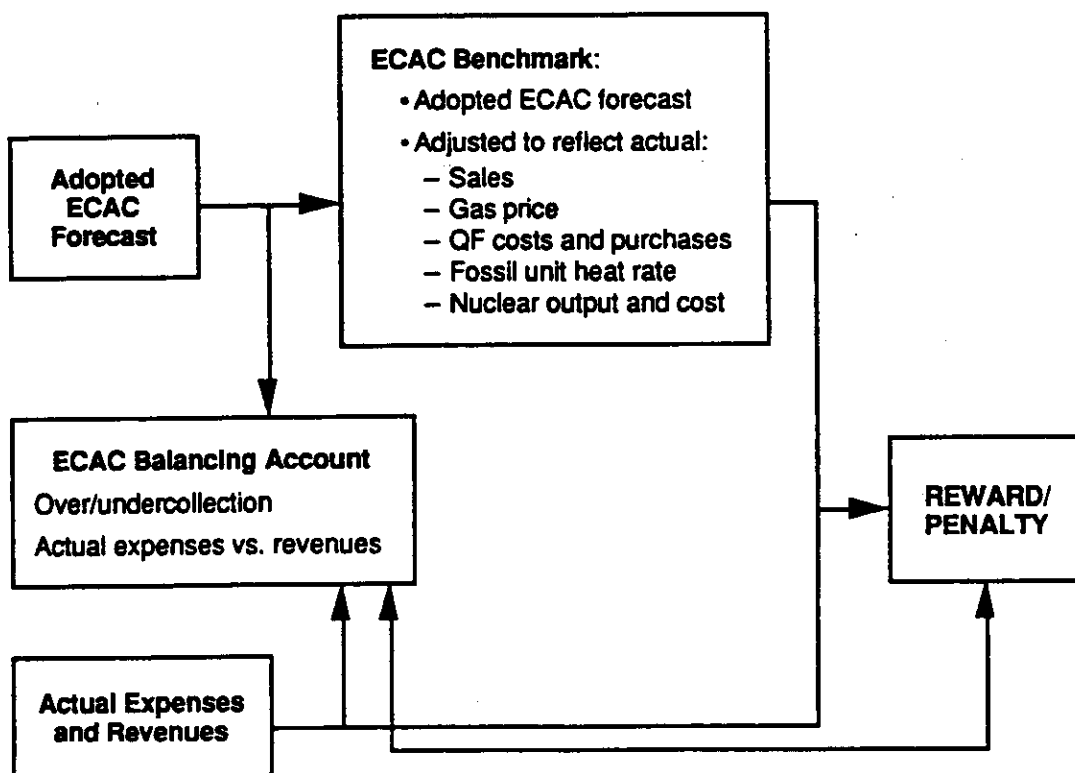 ECAC Benchmark:
• Adopted ECAC forecast
• Adjusted to reflect actual:
– Sales
– Gas price
– QF costs and purchases
– Fossil unit heat rate
– Nuclear output and cost
Adopted
ECAC
Forecast
ECAC Balancing Account
Over/undercollection
Actual expenses vs. revenues
REWARD/
PENALTY
Actual Expenses
and Revenues